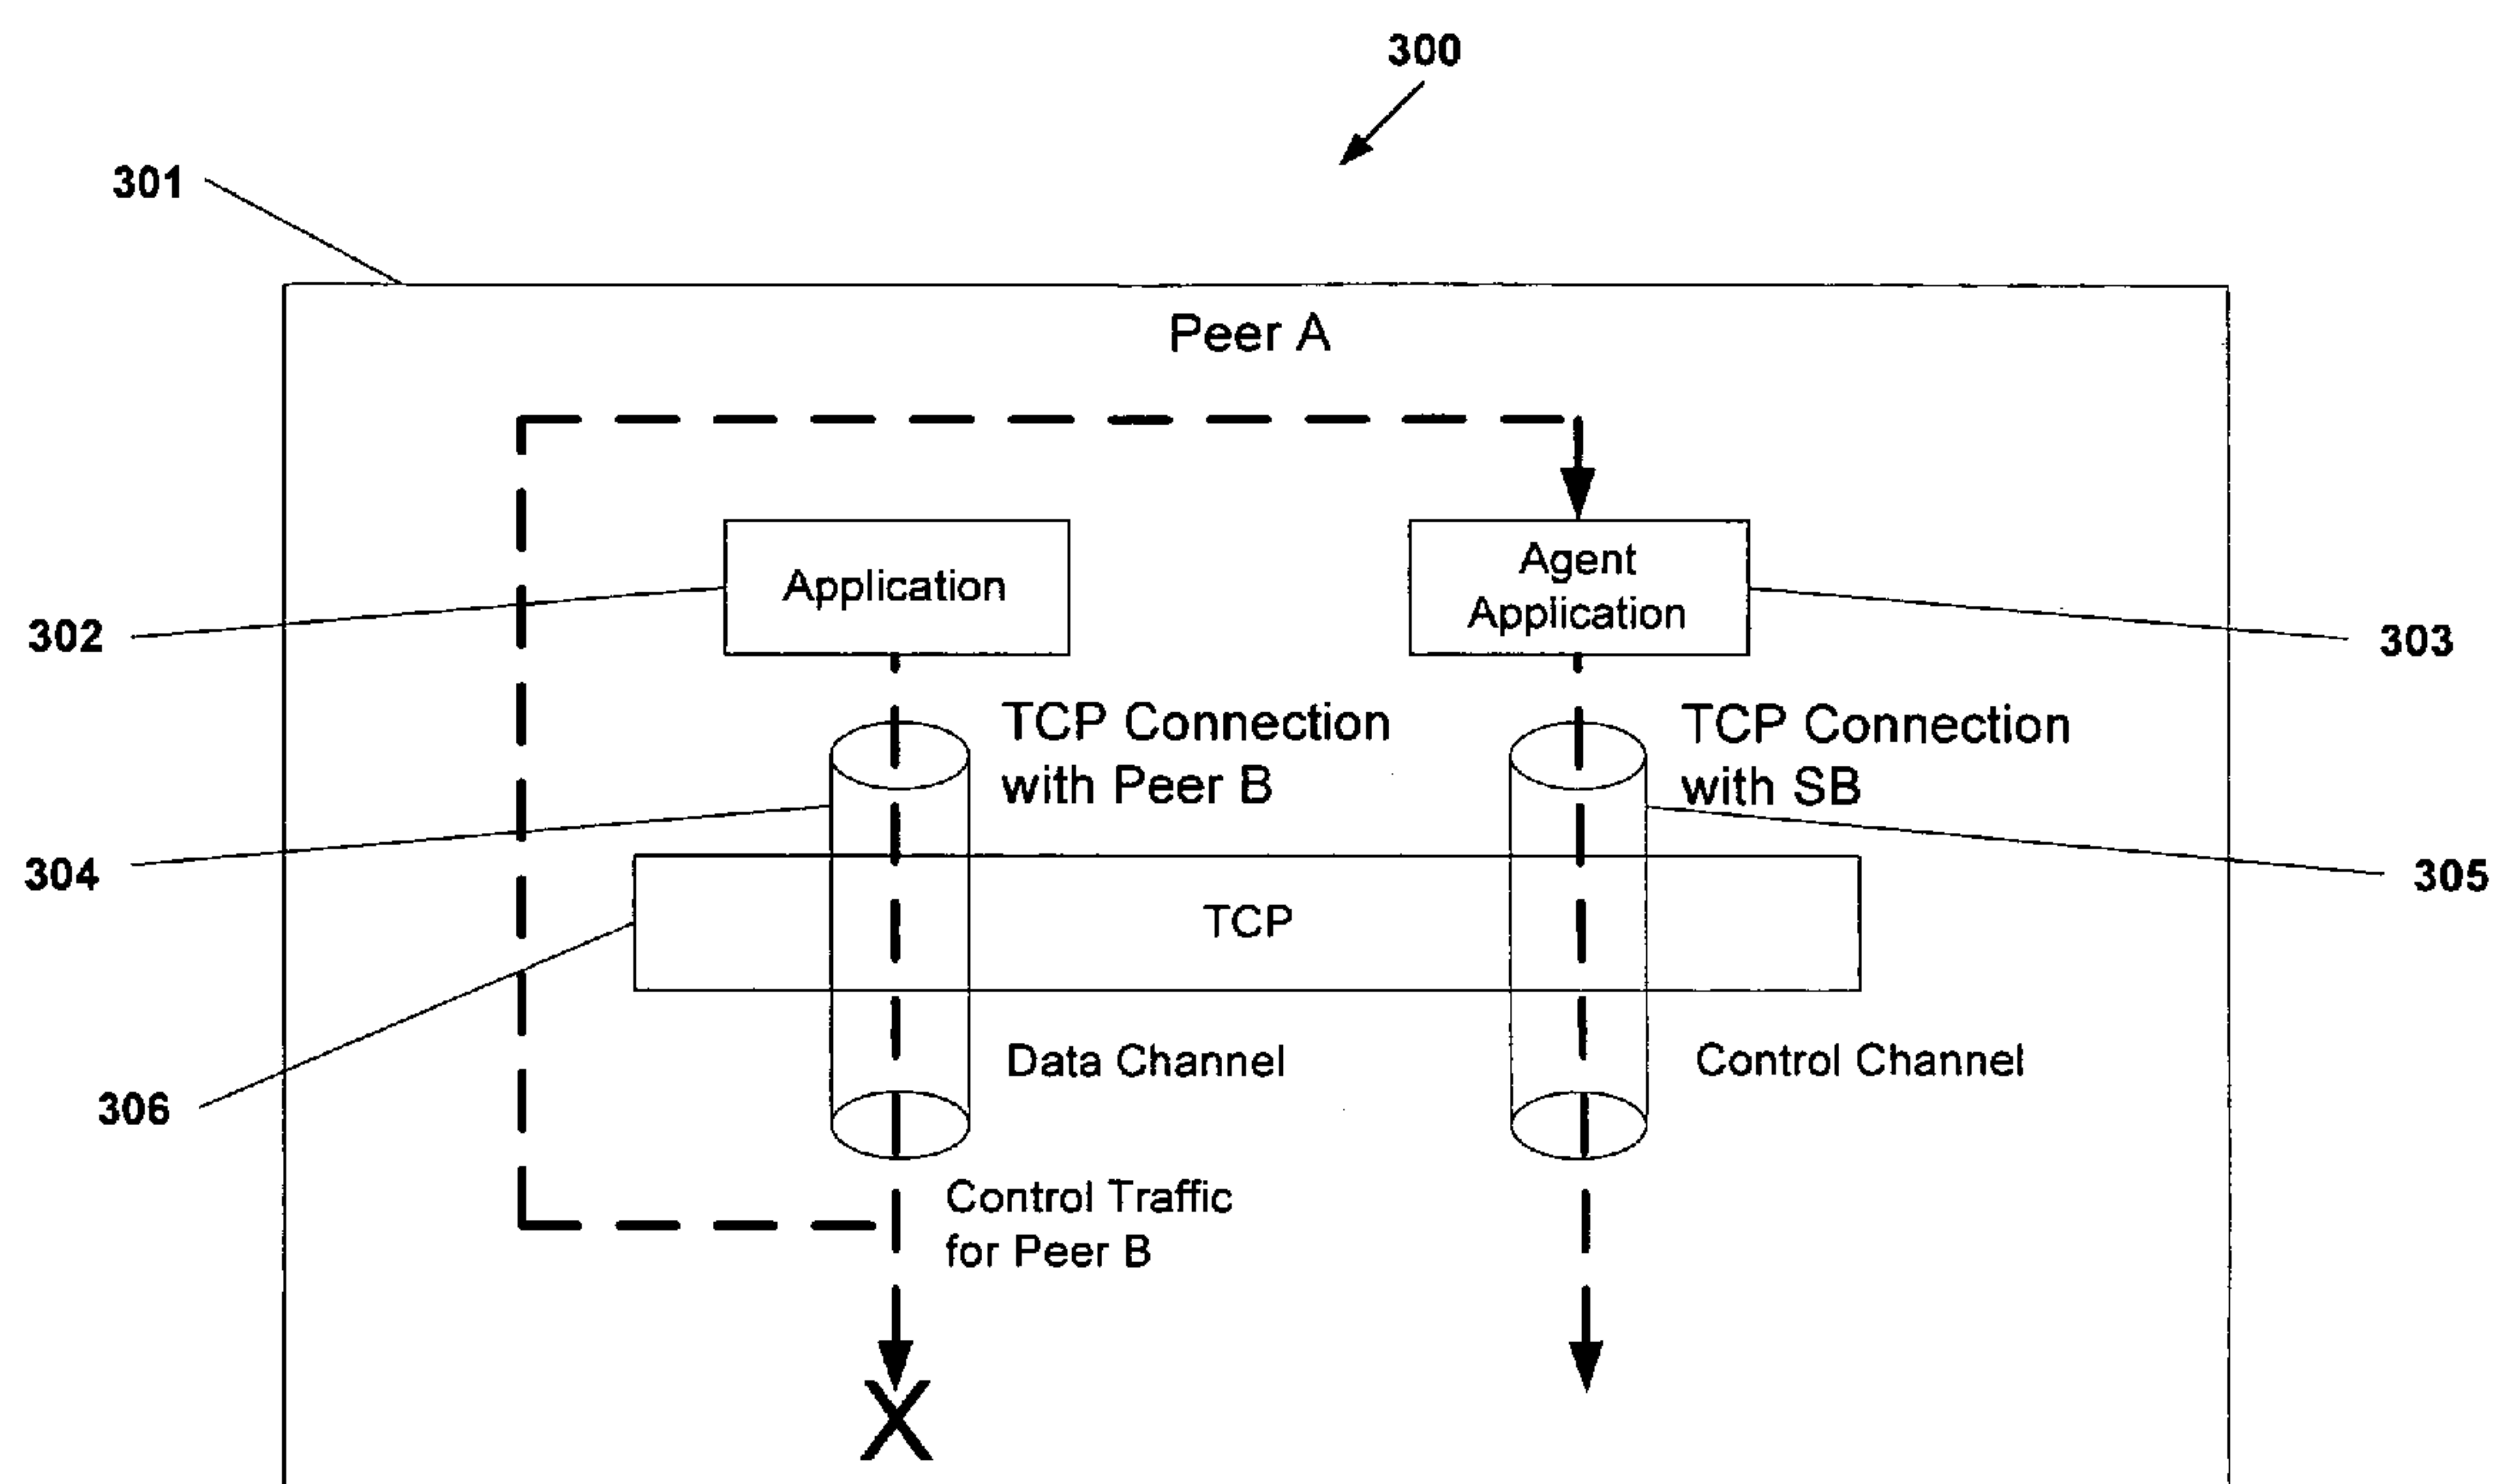 300
301
Peer A
Application
Agent
Application
302
303
TCP Connection
with Peer B
TCP Connection
with SB
304
305
TCP
306
Data Channel
Control Channel
Control Traffic
for Peer B
X